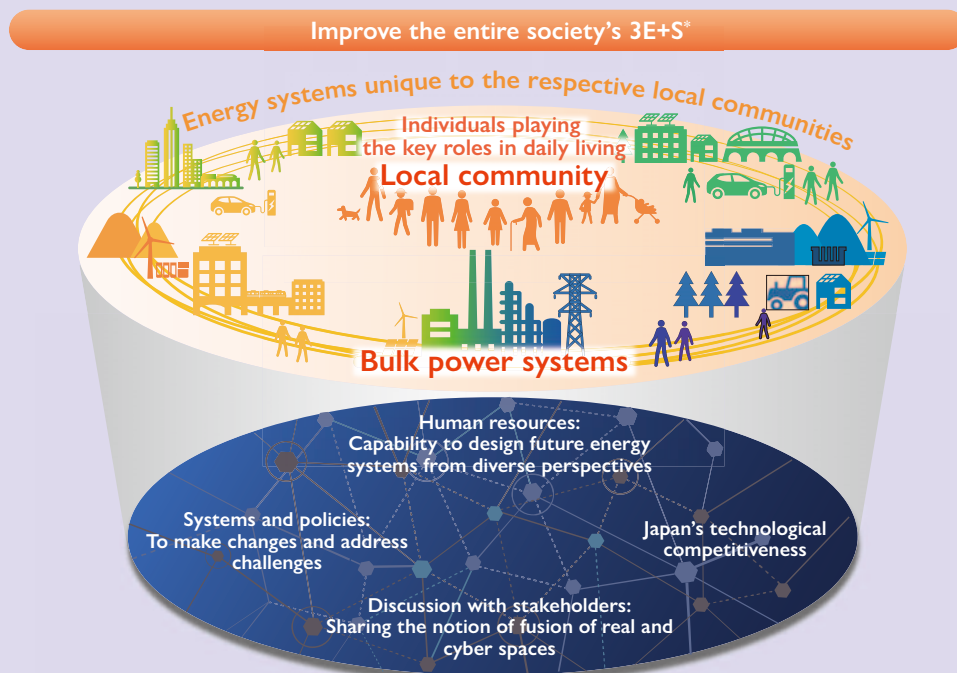 Improve the entire society's 3E+S*
Energy systems unique to the respective local communities
Individuals playing
the key roles in daily living
Local community
Bulk power systems
Human resources:
Capability to design future energy
systems from diverse perspectives
Systems and policies:
To make changes and address
challenges
Japan's technological
competitiveness
Discussion with stakeholders:
Sharing the notion of fusion of real and
cyber spaces